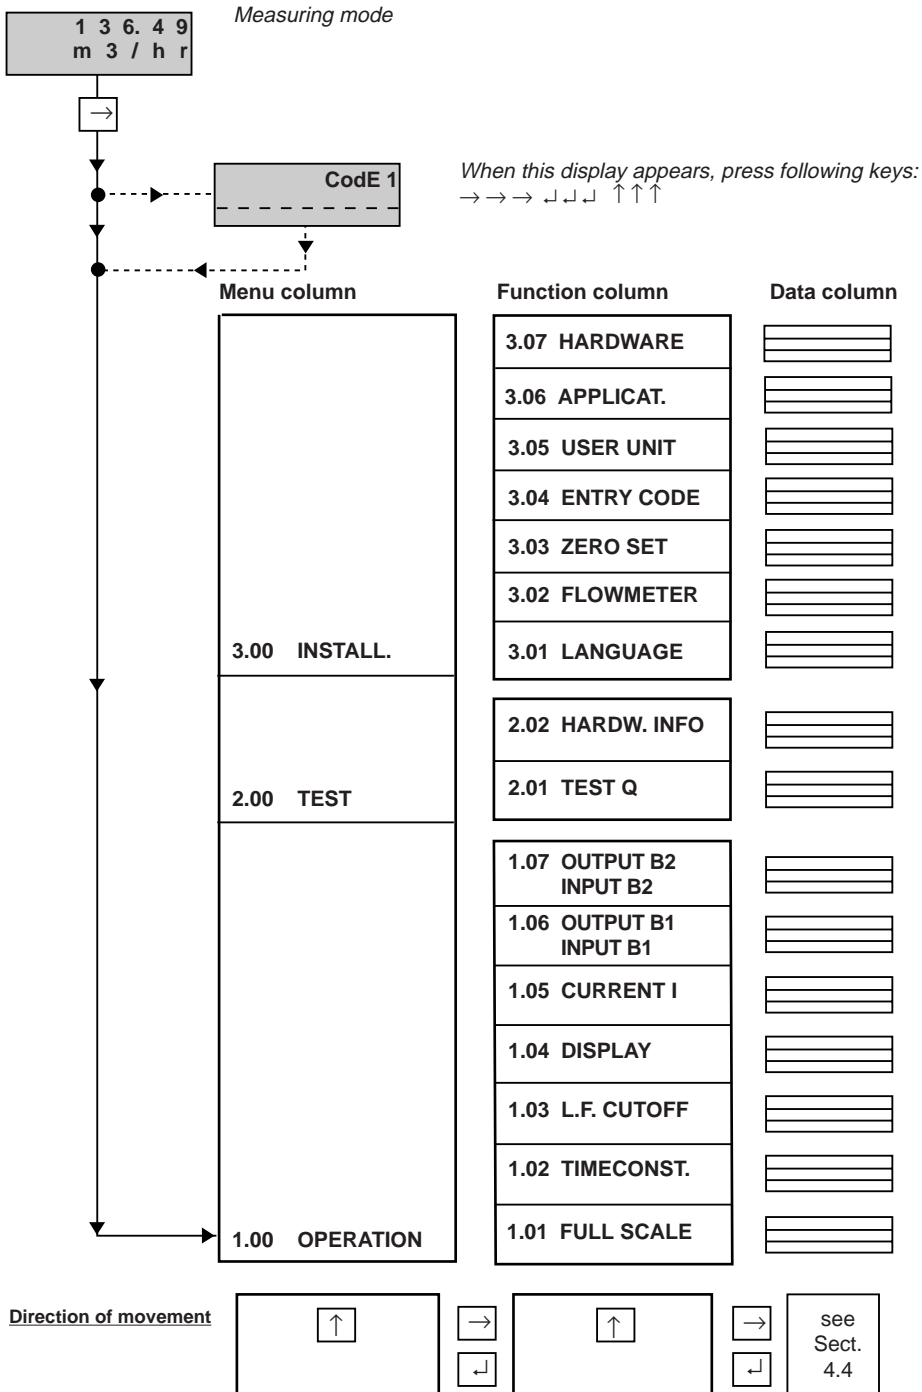 1 3 6. 4 9
m 3 / h r
Measuring mode
→
CodE 1
_ _ _ _ _ _ _ _ _
When this display appears, press following keys:
→ → → ↵ ↵ ↵ ↑ ↑ ↑
Menu column Function column Data column
3.07 HARDWARE
3.06 APPLICAT.
3.05 USER UNIT
3.04 ENTRY CODE
3.03 ZERO SET
3.02 FLOWMETER
3.00 INSTALL. 3.01 LANGUAGE
2.02 HARDW. INFO
2.00 TEST 2.01 TEST Q
1.07 OUTPUT B2
INPUT B2
1.06 OUTPUT B1
INPUT B1
1.05 CURRENT I
1.04 DISPLAY
1.03 L.F. CUTOFF
1.02 TIMECONST.
1.00 OPERATION 1.01 FULL SCALE
Direction of movement ↑ → ↑ → see
Sect.
↵ ↵ 4.4